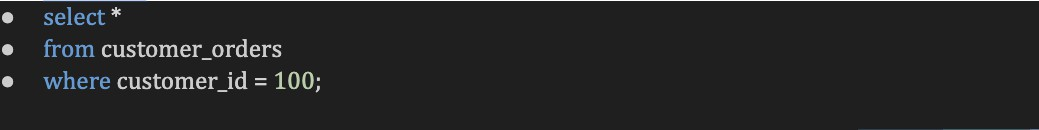 ● select *
● from customer_orders
● where customer_id = 100;